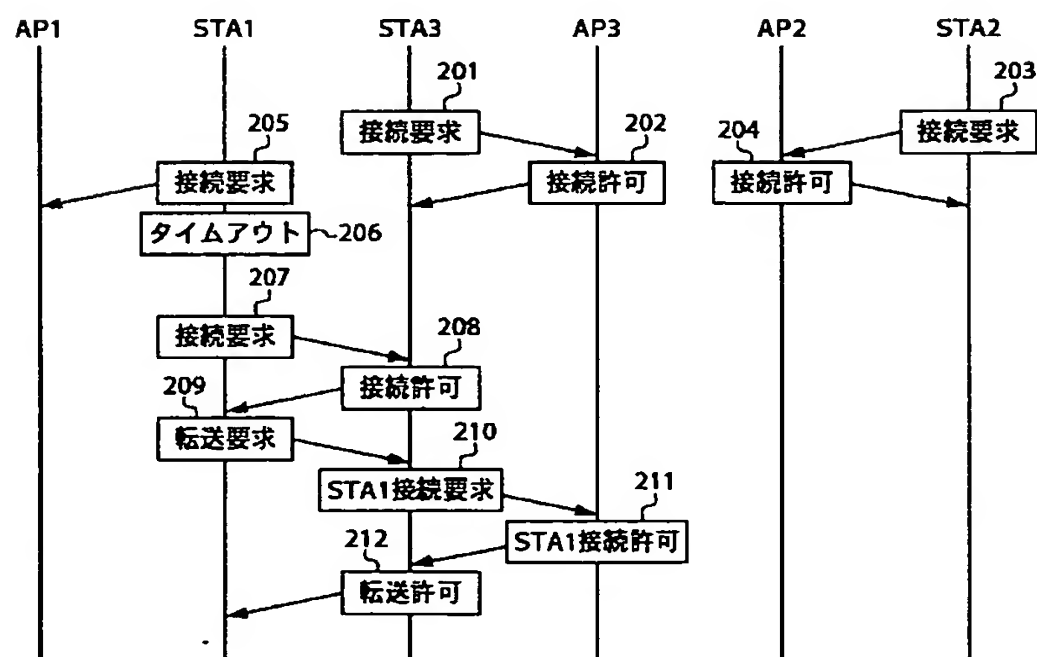 AP1 STA1 STA3 AP3 AP2 STA2
201
203
接続要求
205
202
204
接続要求
接続要求
接続許可
接続許可
タイムアウト
206
207
接続要求
208
接続許可
209
転送要求
210
STA1接続要求
211
STA1接続許可
212
転送許可